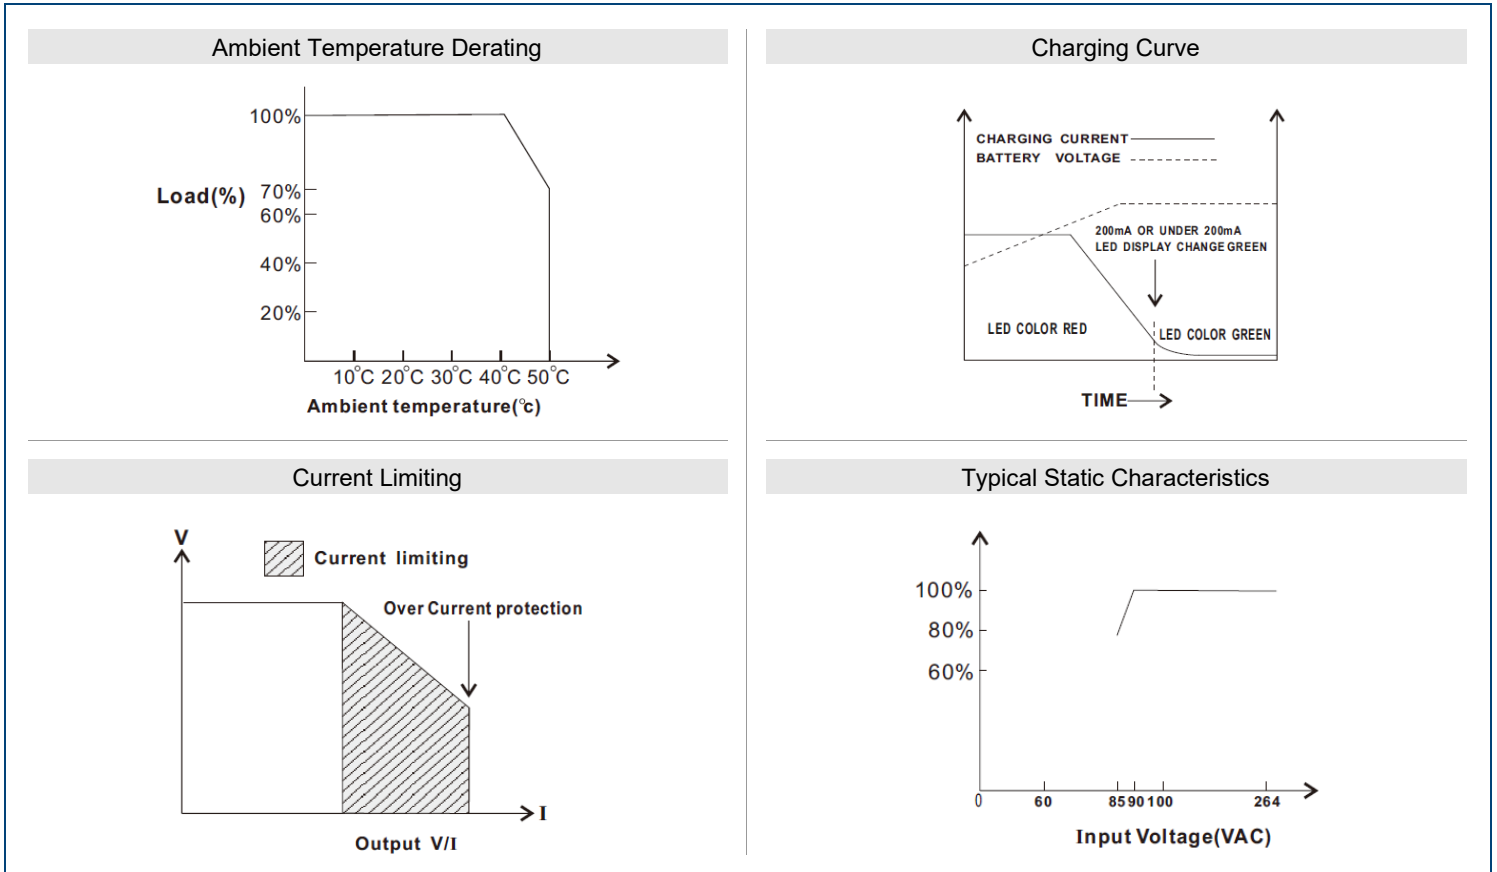 Ambient Temperature Derating
100%
Load(%)
70%
60%
40%
20%
10°C 20°C 30°C 40°C 50°C
Ambient temperature(°c)
Charging Curve
CHARGING CURRENT
BATTERY VOLTAGE
200mA OR UNDER 200mA
LED DISPLAY CHANGE GREEN
LED COLOR RED
LED COLOR GREEN
TIME
Current Limiting
V
Current limiting
Over Current protection
I
Output V/I
Typical Static Characteristics
100%
80%
60%
0 60 85 90 100 264
Input Voltage(VAC)